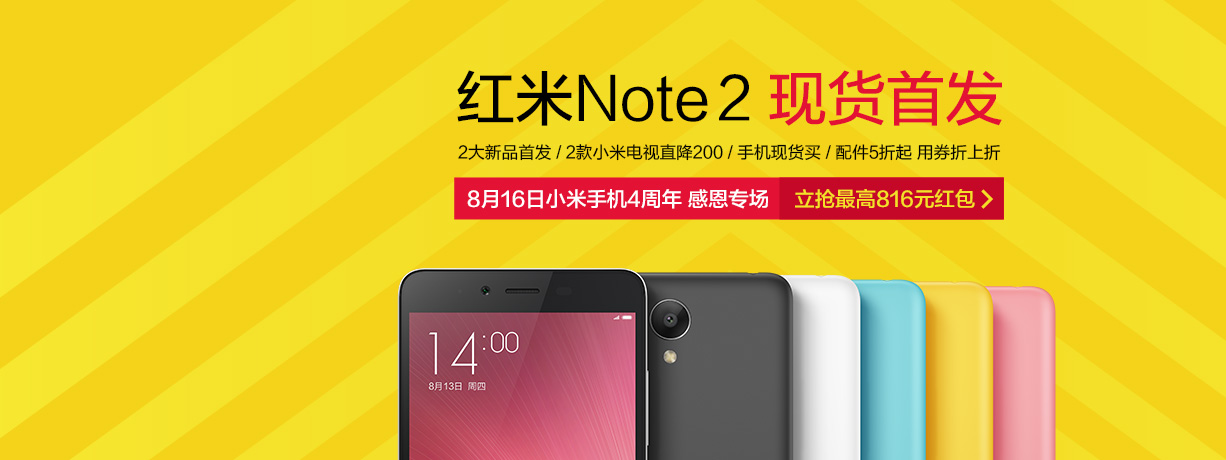 红米Note 2 现货首发
2大新品首发 / 2款小米电视直降200 / 手机现货买 / 配件5折起 用券折上折
8月16日小米手机4周年 感恩专场 立抢最高816元红包 >
14:00
8月13日 周四